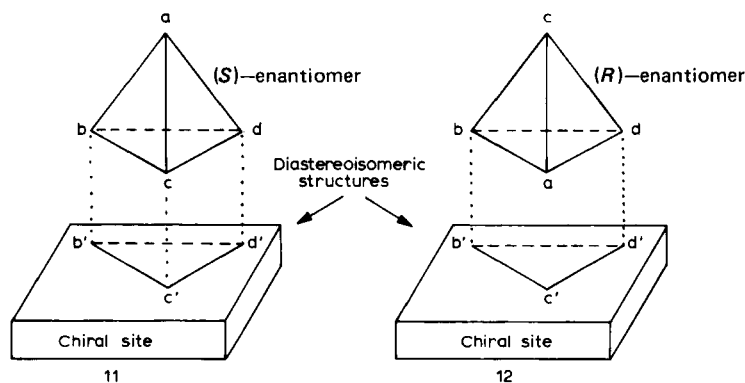 a
c
(S)—enantiomer
(R)—enantiomer
b
d
b
d
c
a
Diastereoisomeric
structures
b'
d'
b'
d'
c'
c'
Chiral site
Chiral site
11
12